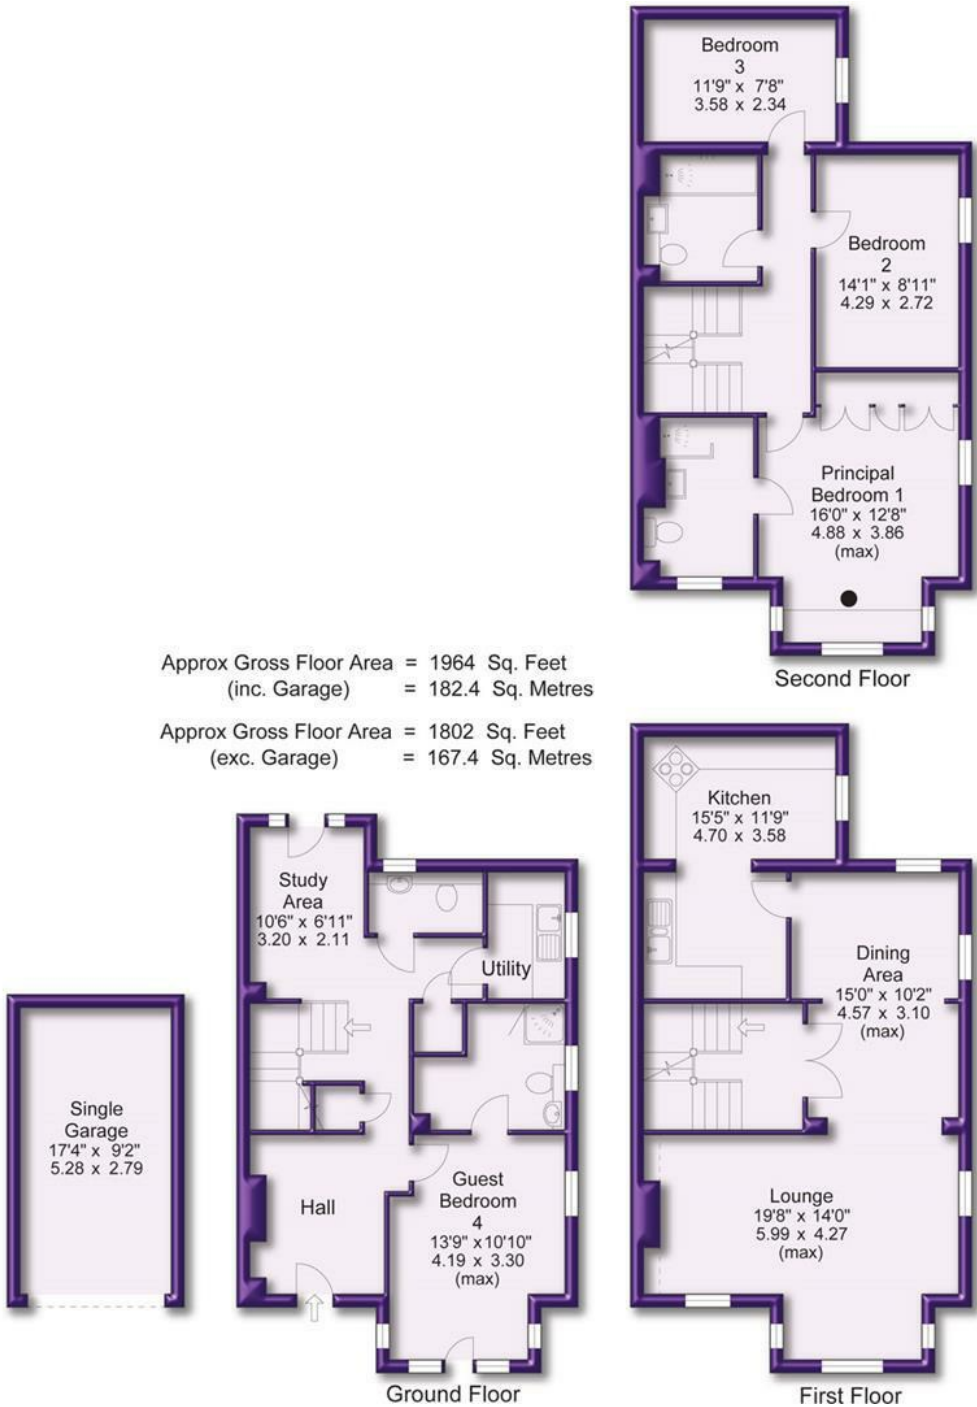 Bedroom
3
11'9" x 7'8"
3.58 x 2.34
Bedroom
2
14'1" x 8'11"
4.29 x 2.72
Principal
Bedroom 1
16'0" x 12'8"
4.88 x 3.86
(max)
Second Floor
Approx Gross Floor Area = 1964 Sq. Feet
(inc. Garage) = 182.4 Sq. Metres
Approx Gross Floor Area = 1802 Sq. Feet
(exc. Garage) = 167.4 Sq. Metres
Kitchen
15'5" x 11'9"
4.70 x 3.58
Dining
Area
15'0" x 10'2"
4.57 x 3.10
(max)
Lounge
19'8" x 14'0"
5.99 x 4.27
(max)
First Floor
Study
Area
10'6" x 6'11"
3.20 x 2.11
Utility
Hall
Guest
Bedroom
4
13'9" x10'10"
4.19 x 3.30
(max)
Ground Floor
Single
Garage
17'4" x 9'2"
5.28 x 2.79